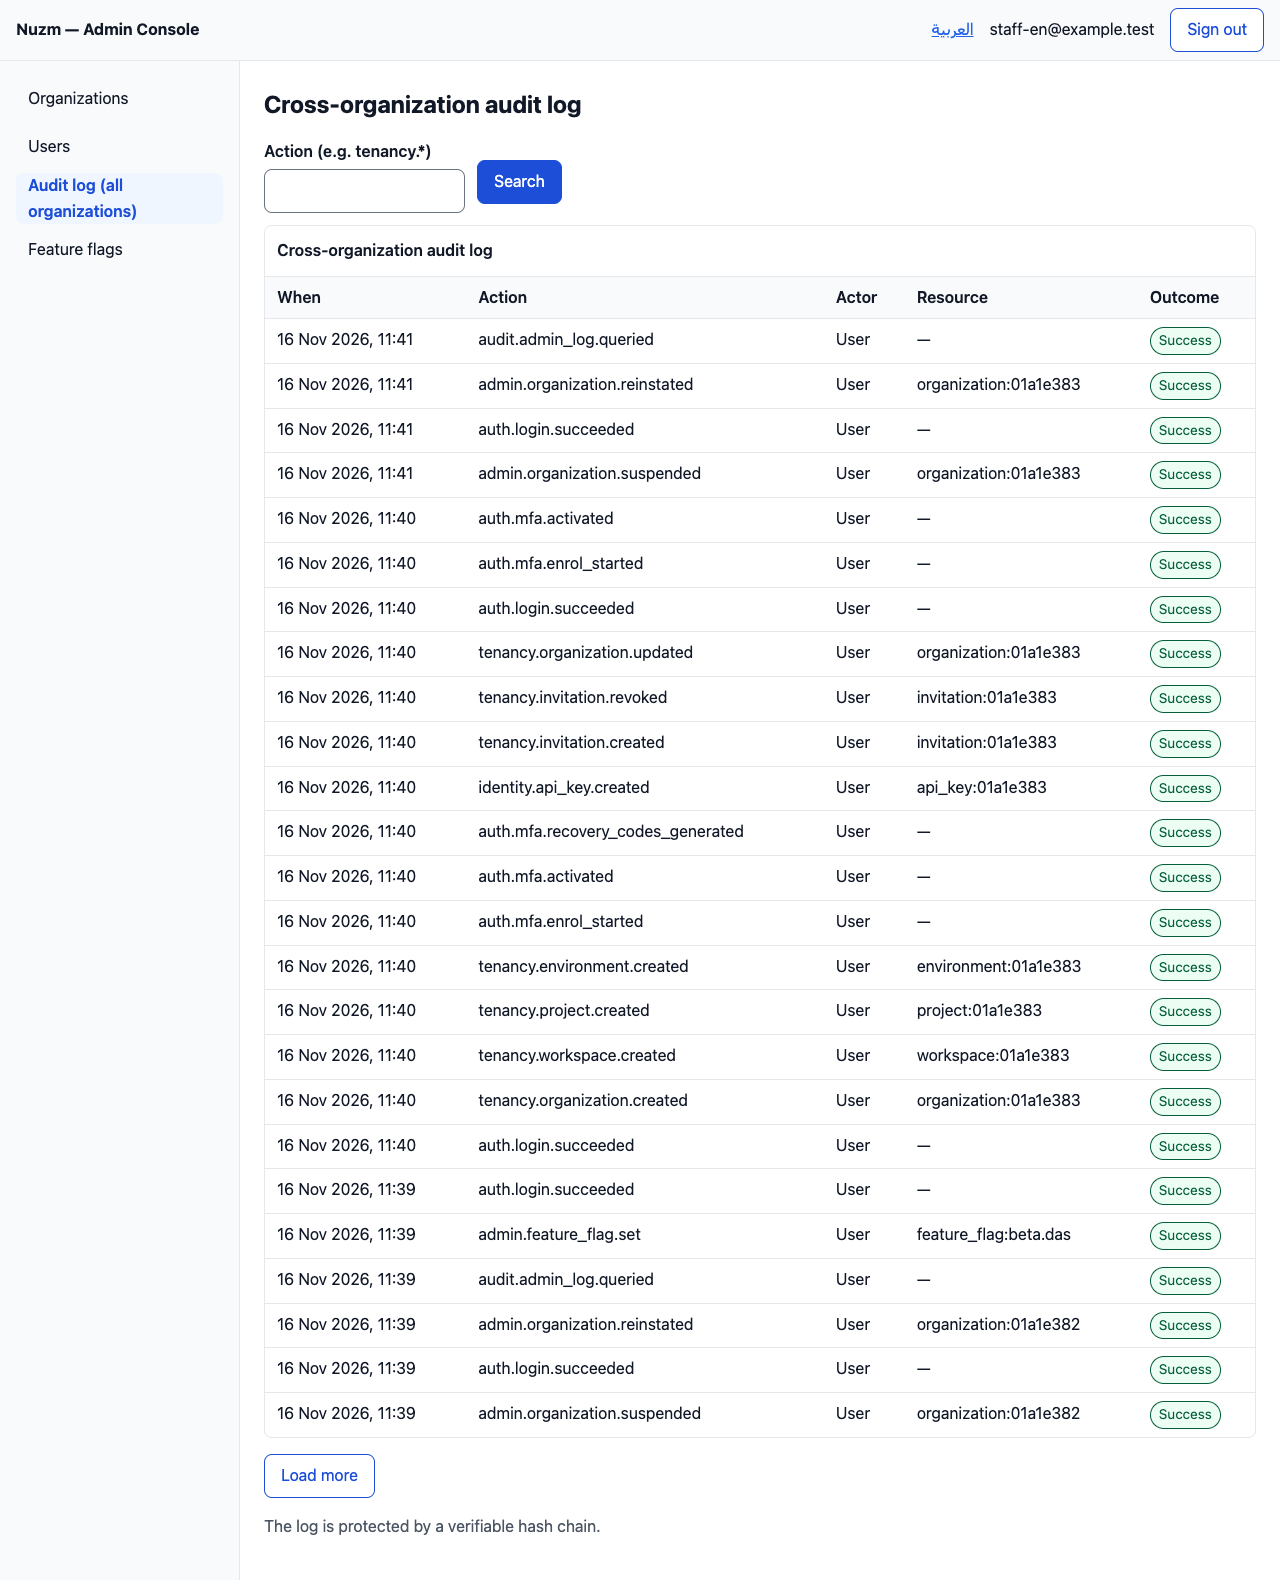 Nuzm — Admin Console
العربية
staff-en@example.test
Sign out
Organizations
Users
Audit log (all
organizations)
Feature flags
Cross-organization audit log
Action (e.g. tenancy.*)
Search
Cross-organization audit log
When Action Actor Resource Outcome
16 Nov 2026, 11:41 audit.admin_log.queried User — Success
16 Nov 2026, 11:41 admin.organization.reinstated User organization:01a1e383 Success
16 Nov 2026, 11:41 auth.login.succeeded User — Success
16 Nov 2026, 11:41 admin.organization.suspended User organization:01a1e383 Success
16 Nov 2026, 11:40 auth.mfa.activated User — Success
16 Nov 2026, 11:40 auth.mfa.enrol_started User — Success
16 Nov 2026, 11:40 auth.login.succeeded User — Success
16 Nov 2026, 11:40 tenancy.organization.updated User organization:01a1e383 Success
16 Nov 2026, 11:40 tenancy.invitation.revoked User invitation:01a1e383 Success
16 Nov 2026, 11:40 tenancy.invitation.created User invitation:01a1e383 Success
16 Nov 2026, 11:40 identity.api_key.created User api_key:01a1e383 Success
16 Nov 2026, 11:40 auth.mfa.recovery_codes_generated User — Success
16 Nov 2026, 11:40 auth.mfa.activated User — Success
16 Nov 2026, 11:40 auth.mfa.enrol_started User — Success
16 Nov 2026, 11:40 tenancy.environment.created User environment:01a1e383 Success
16 Nov 2026, 11:40 tenancy.project.created User project:01a1e383 Success
16 Nov 2026, 11:40 tenancy.workspace.created User workspace:01a1e383 Success
16 Nov 2026, 11:40 tenancy.organization.created User organization:01a1e383 Success
16 Nov 2026, 11:40 auth.login.succeeded User — Success
16 Nov 2026, 11:39 auth.login.succeeded User — Success
16 Nov 2026, 11:39 admin.feature_flag.set User feature_flag:beta.das Success
16 Nov 2026, 11:39 audit.admin_log.queried User — Success
16 Nov 2026, 11:39 admin.organization.reinstated User organization:01a1e382 Success
16 Nov 2026, 11:39 auth.login.succeeded User — Success
16 Nov 2026, 11:39 admin.organization.suspended User organization:01a1e382 Success
Load more
The log is protected by a verifiable hash chain.